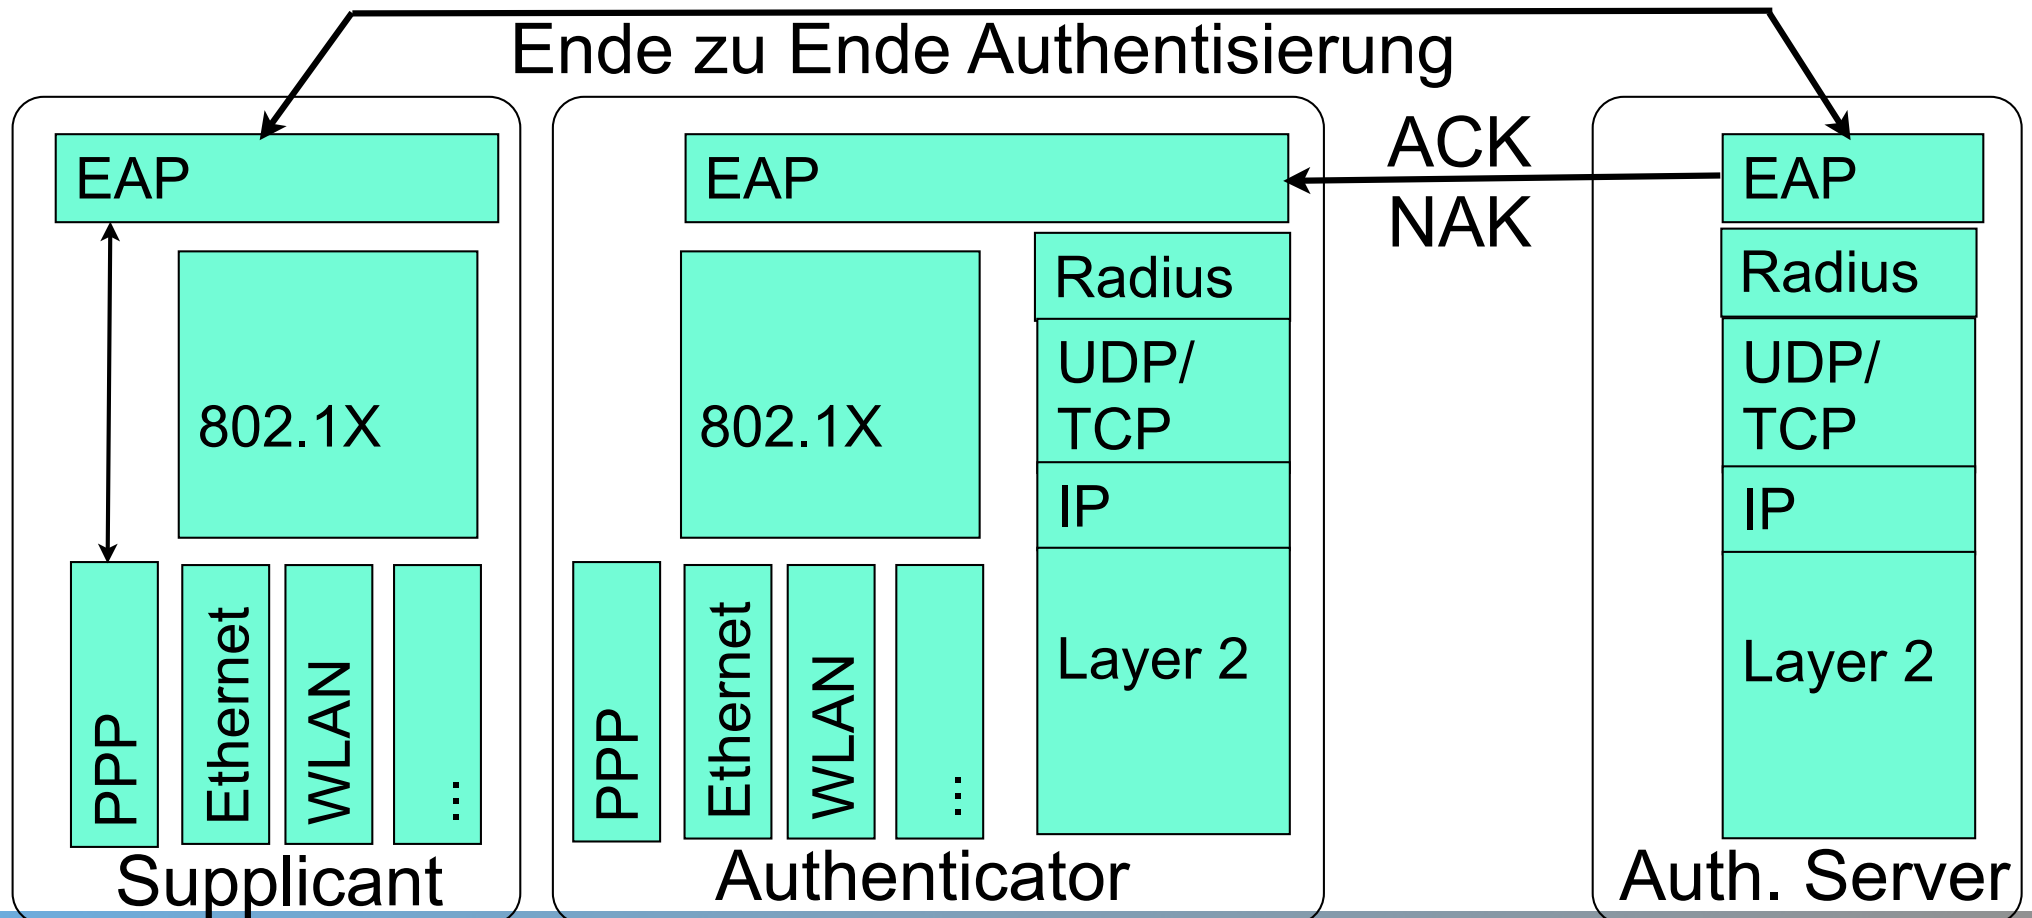 Ende zu Ende Authentisierung
EAP
802.1X
PPP
Ethernet
WLAN
...
Supplicant
EAP
802.1X
Radius
UDP/
TCP
IP
Layer 2
PPP
Ethernet
WLAN
...
Authenticator
ACK
NAK
EAP
Radius
UDP/
TCP
IP
Layer 2
Auth. Server